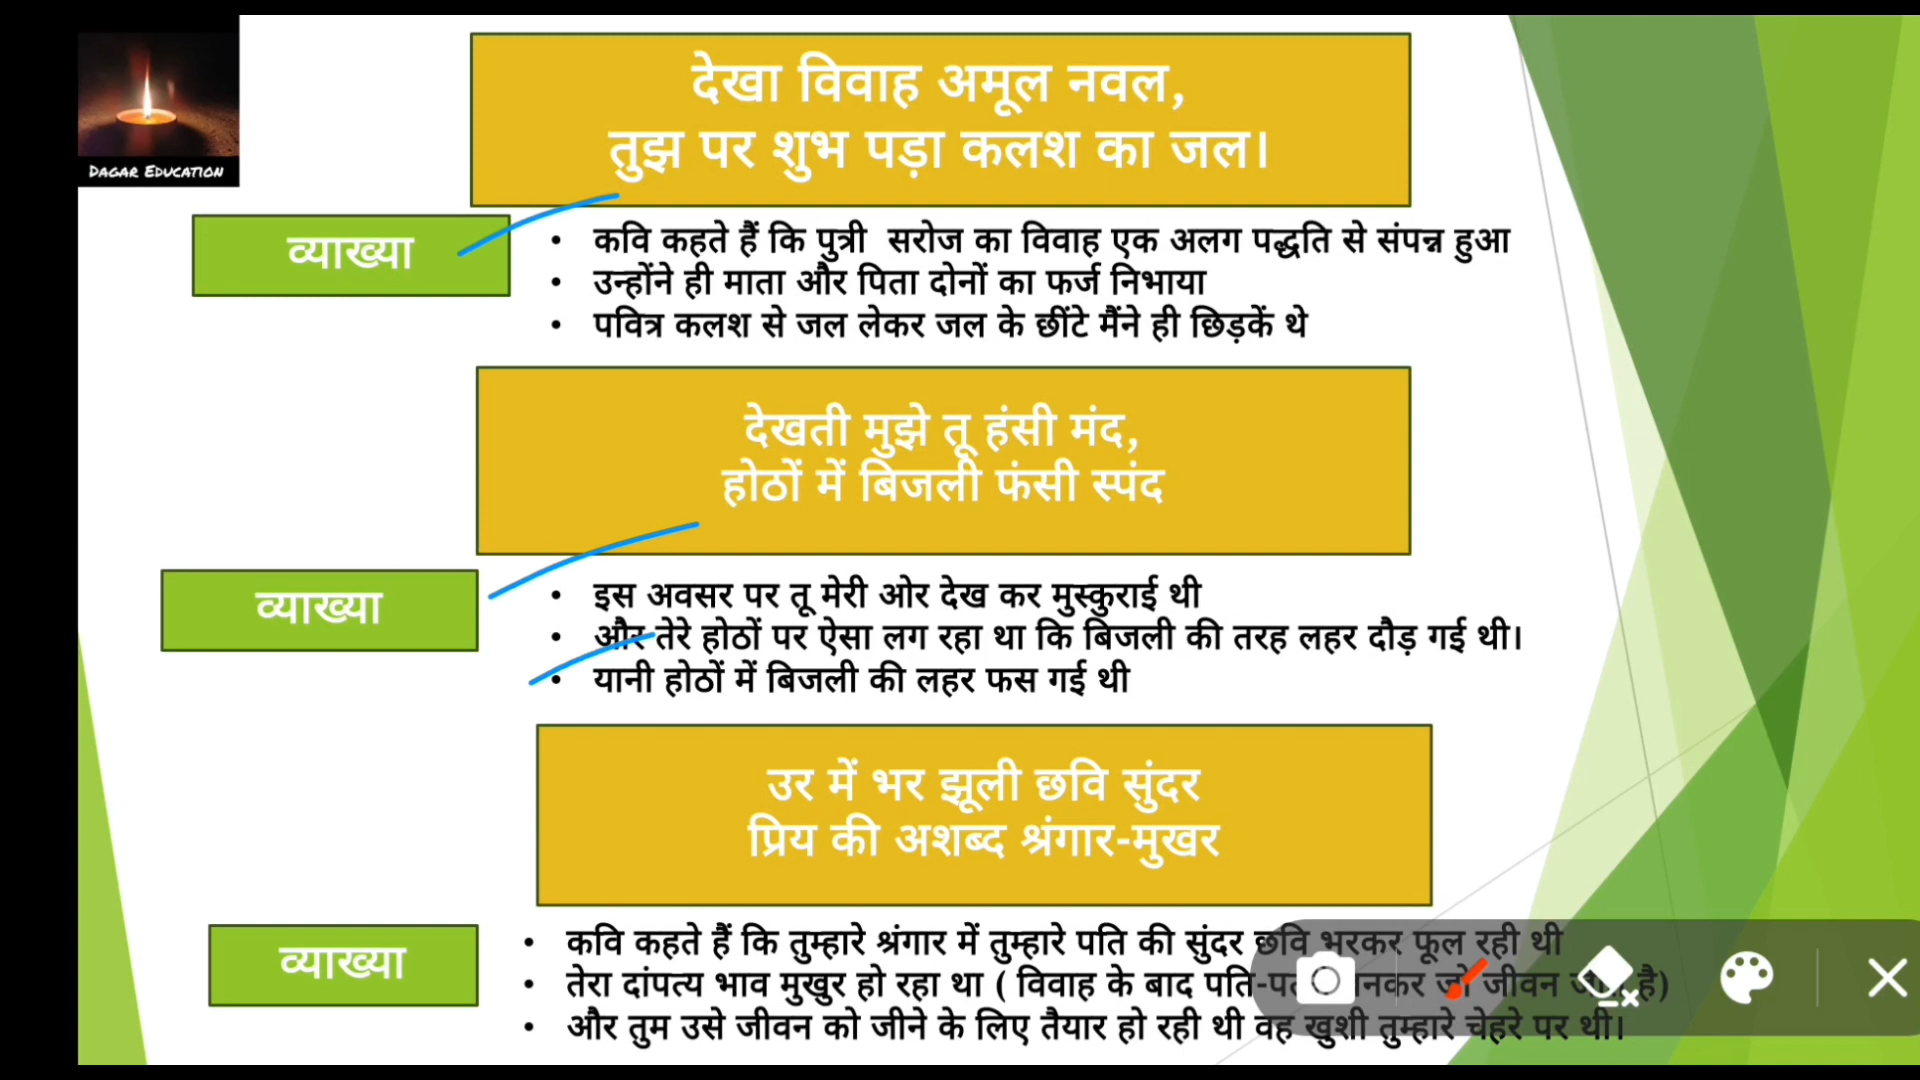 DAGAR EDUCATION
देखा विवाह अमूल नवल,
तुझ पर शुभ पड़ा कलश का जल।
व्याख्या
• कवि कहते हैं कि पुत्री सरोज का विवाह एक अलग पद्धति से संपन्न हुआ
• उन्होंने ही माता और पिता दोनों का फर्ज निभाया
• पवित्र कलश से जल लेकर जल के छींटे मैंने ही छिड़कें थे
देखती मुझे तू हंसी मंद,
होठों में बिजली फंसी स्पंद
व्याख्या
• इस अवसर पर तू मेरी ओर देख कर मुस्कुराई थी
• और तेरे होठों पर ऐसा लग रहा था कि बिजली की तरह लहर दौड़ गई थी।
• यानी होठों में बिजली की लहर फस गई थी
उर में भर झूली छवि सुंदर
प्रिय की अशब्द श्रंगार-मुखर
व्याख्या
• कवि कहते हैं कि तुम्हारे श्रंगार में तुम्हारे पति की सुंदर छवि भरकर फूल रही थी
• तेरा दांपत्य भाव मुखुर हो रहा था ( विवाह के बाद पति- जीवन है)
• और तुम उसे जीवन को जीने के लिए तैयार हो रही थी वह खुशी तुम्हारे चेहरे पर थी।